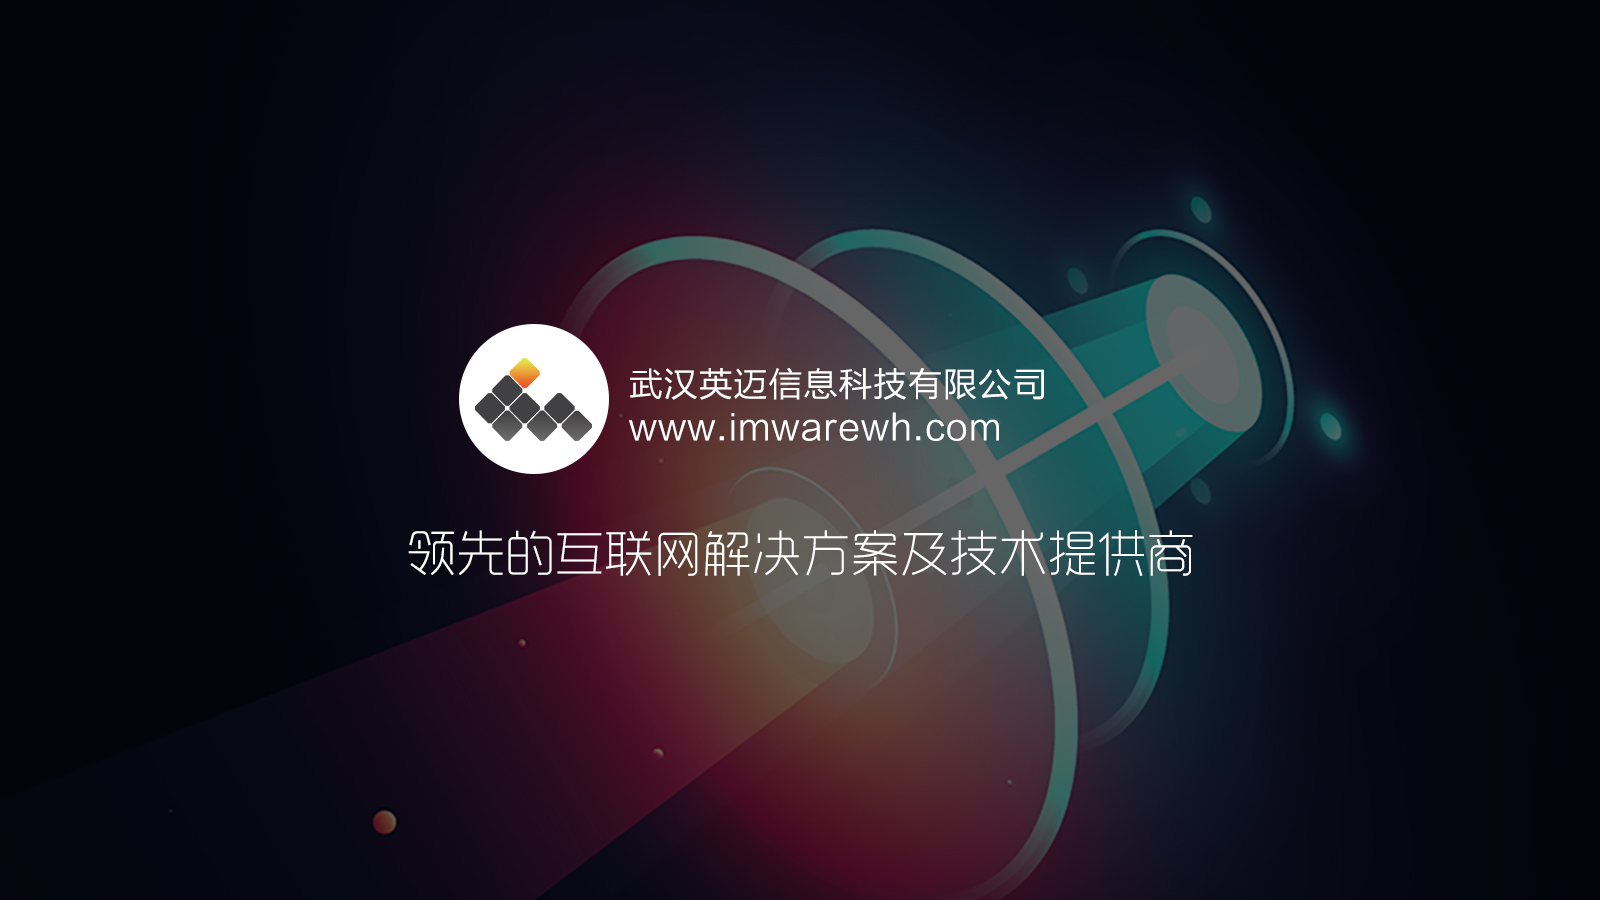 武汉英迈信息科技有限公司
www.imwarewh.com
领先的互联网解决方案及技术提供商